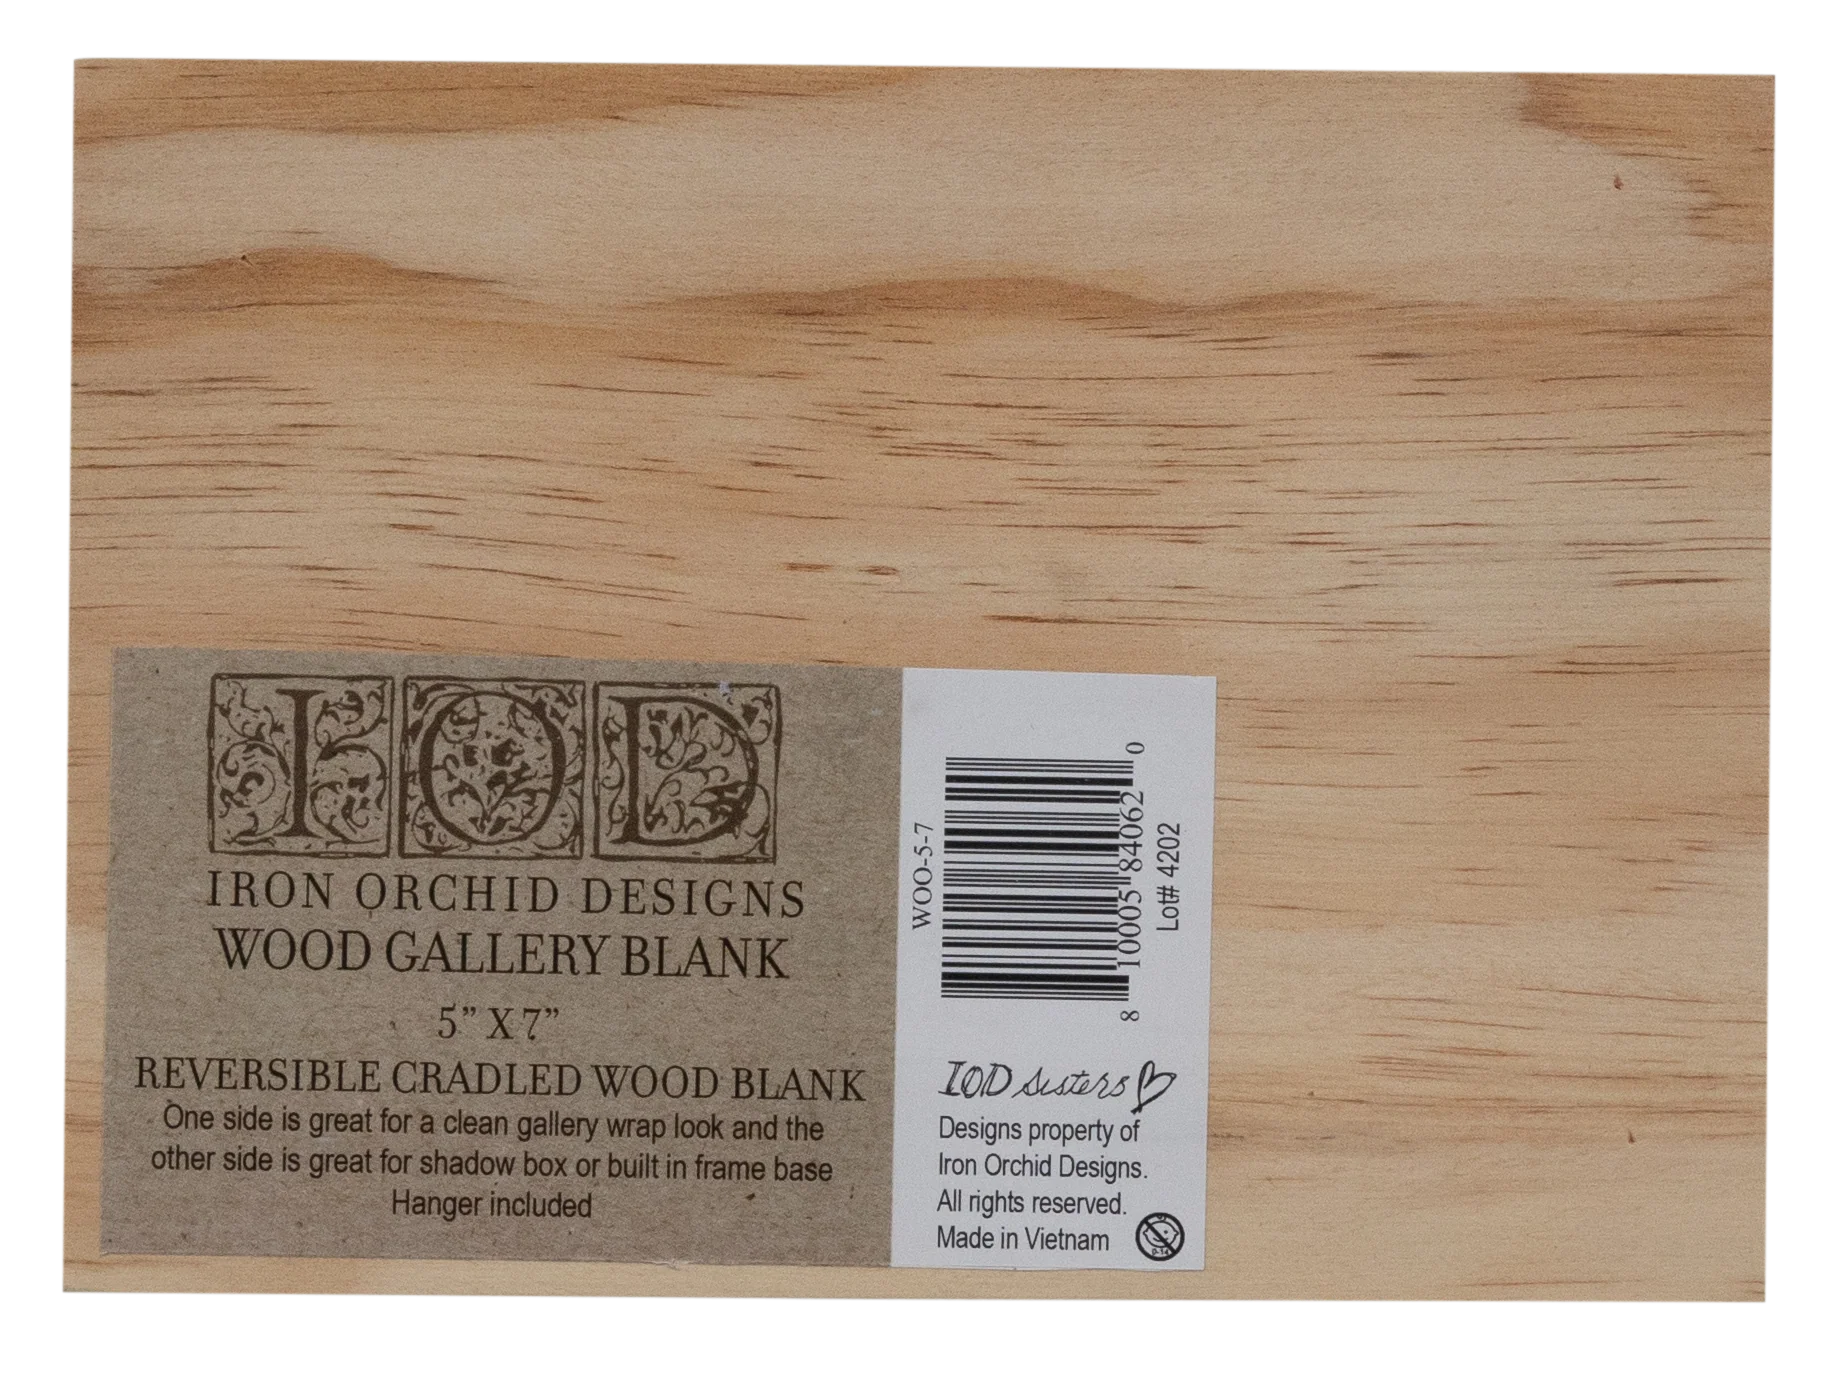 IOD
IRON ORCHID DESIGNS
WOOD GALLERY BLANK
5” X 7”
REVERSIBLE CRADLED WOOD BLANK
One side is great for a clean gallery wrap look and the
other side is great for shadow box or built in frame base
Hanger included
WOO-5-7
8 10005 84062 0
Lot# 4202
IOD sisters
Designs property of
Iron Orchid Designs.
All rights reserved.
Made in Vietnam
0-14